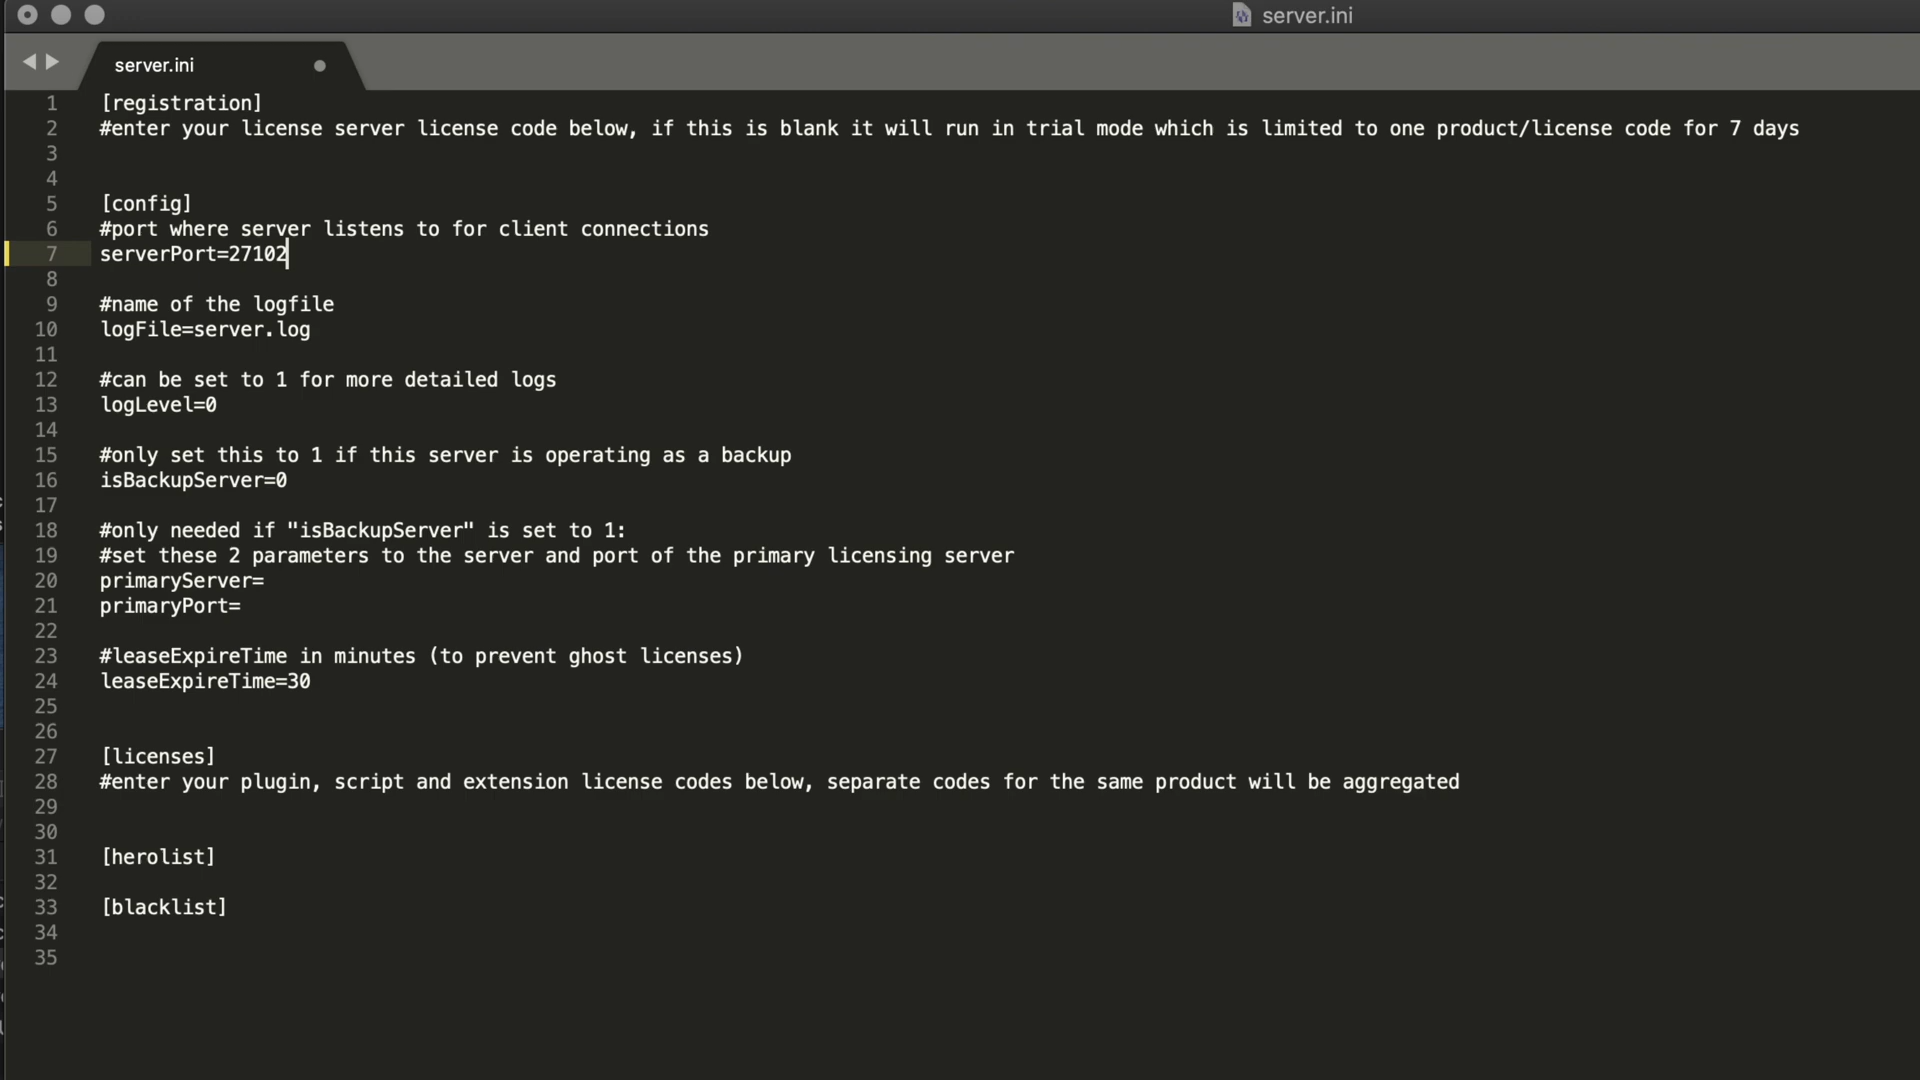 server.ini
server.ini
1 [registration]
2 #enter your license server license code below, if this is blank it will run in trial mode which is limited to one product/license code for 7 days
3
4
5 [config]
6 #port where server listens to for client connections
7 serverPort=27102
8
9 #name of the logfile
10 logFile=server.log
11
12 #can be set to 1 for more detailed logs
13 logLevel=0
14
15 #only set this to 1 if this server is operating as a backup
16 isBackupServer=0
17
18 #only needed if "isBackupServer" is set to 1:
19 #set these 2 parameters to the server and port of the primary licensing server
20 primaryServer=
21 primaryPort=
22
23 #leaseExpireTime in minutes (to prevent ghost licenses)
24 leaseExpireTime=30
25
26
27 [licenses]
28 #enter your plugin, script and extension license codes below, separate codes for the same product will be aggregated
29
30
31 [herolist]
32
33 [blacklist]
34
35